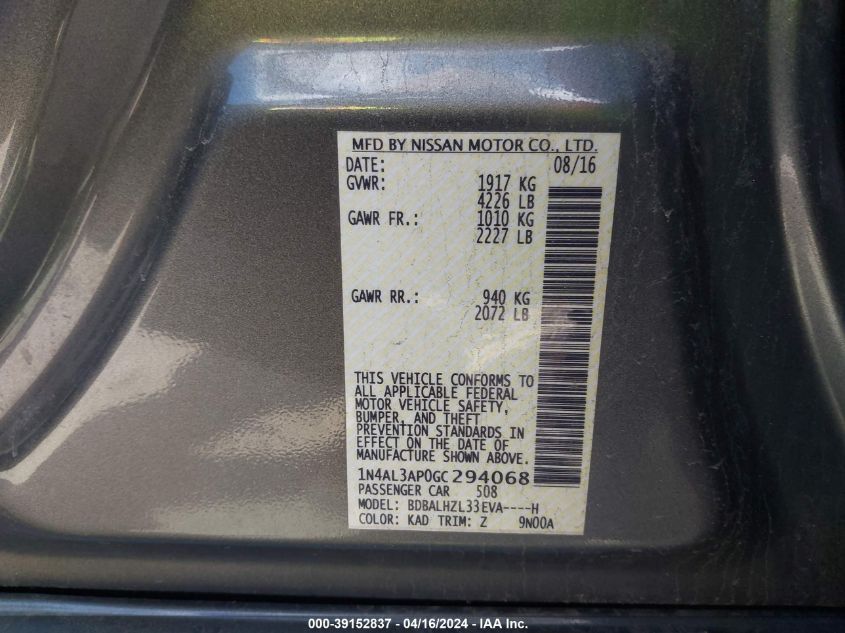 MFD BY NISSAN MOTOR CO., LTD.
DATE: 08/16
GVWR: 1917 KG
4226 LB
GAWR FR.: 1010 KG
2227 LB
GAWR RR.: 940 KG
2072 LB
THIS VEHICLE CONFORMS TO
ALL APPLICABLE FEDERAL
MOTOR VEHICLE SAFETY,
BUMPER, AND THEFT
PREVENTION STANDARDS IN
EFFECT ON THE DATE OF
MANUFACTURE SHOWN ABOVE.
1N4AL3AP0GC294068
PASSENGER CAR 508
MODEL: BDBALHZL33EVA----H
COLOR: KAD TRIM: Z 9N00A
000-39152837 - 04/16/2024 - IAAI.com